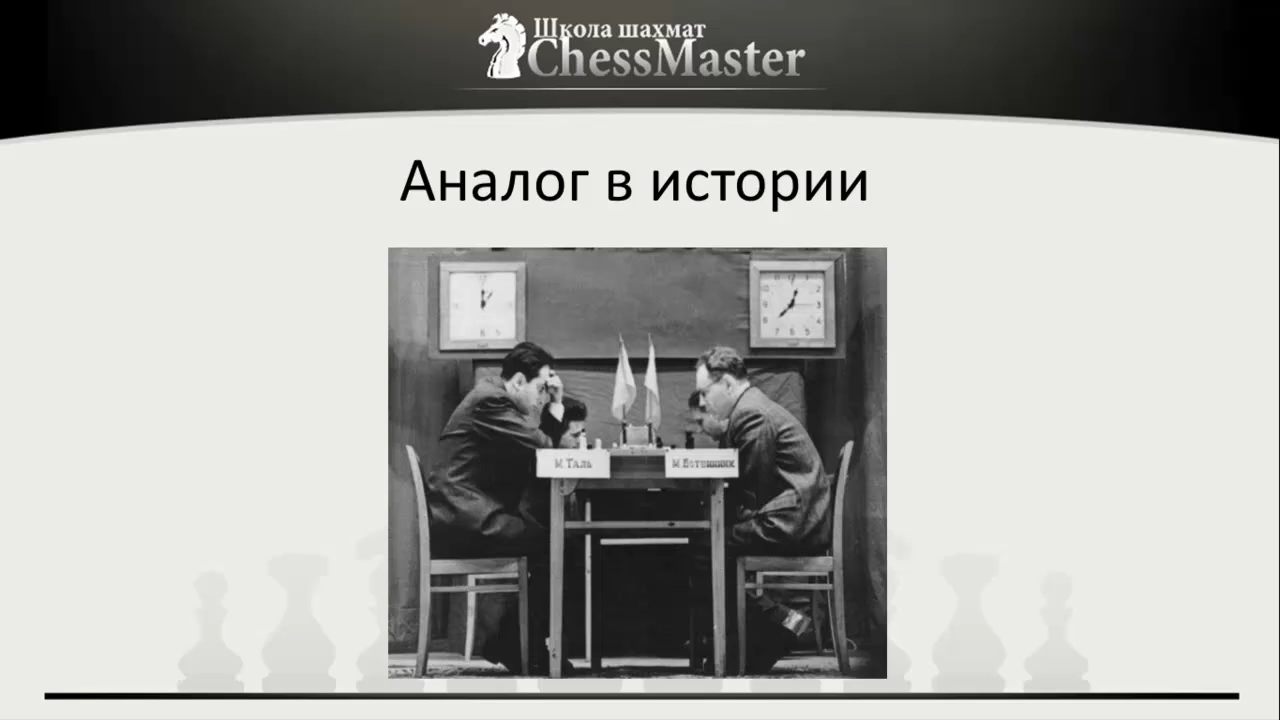 Школа шахмат
ChessMaster
Аналог в истории
М. Таль
М. Ботвинник